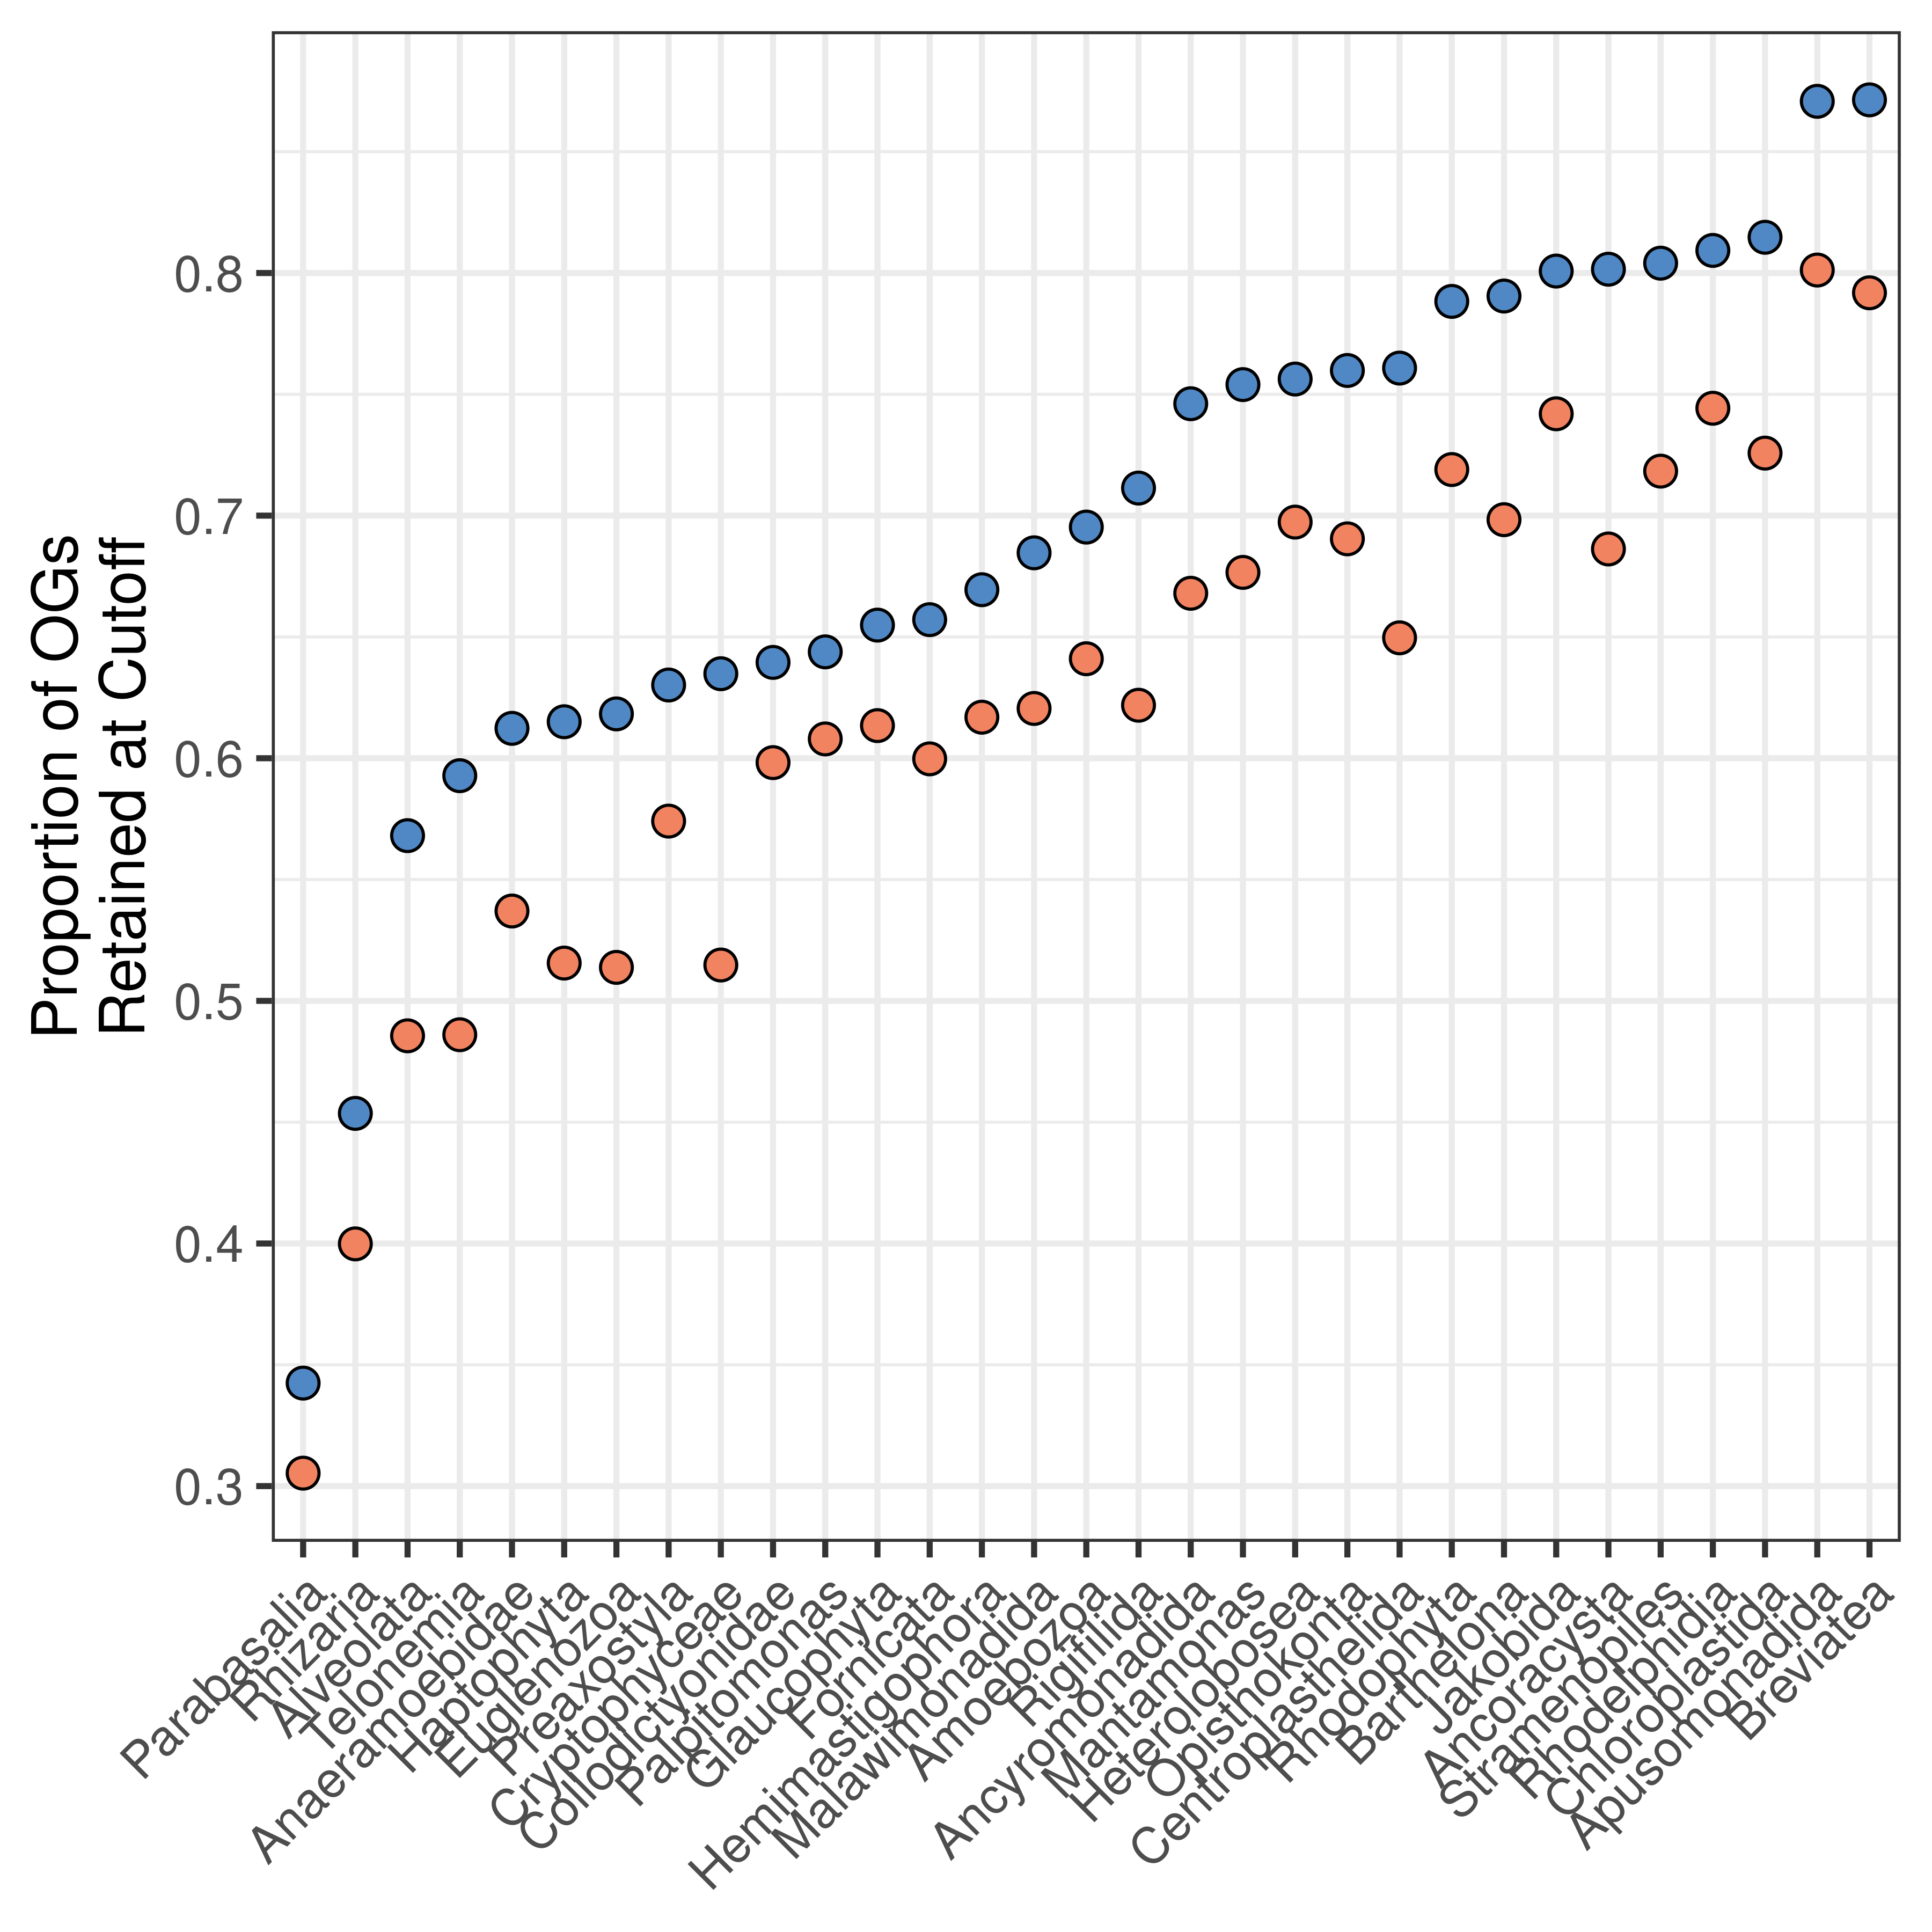 Proportion of OGs
Retained at Cutoff
0.8
0.7
0.6
0.5
0.4
0.3
Parabasalia
Rhizaria
Alveolata
Telonemia
Anaeramoebidae
Haptophyta
Euglenozoa
Preaxostyla
Cryptophyceae
Collodictyonidae
Palpitomonas
Glaucophyta
Fornicata
Hemimastigophora
Malawimonadida
Amoebozoa
Rigifilida
Ancyromonadida
Mantamonas
Heterolobosea
Opisthokonta
Centroplasthelida
Rhodophyta
Barthelona
Jakobida
Ancoracysta
Stramenopiles
Rhodelphidia
Chloroplastida
Apusomonadida
Breviatea